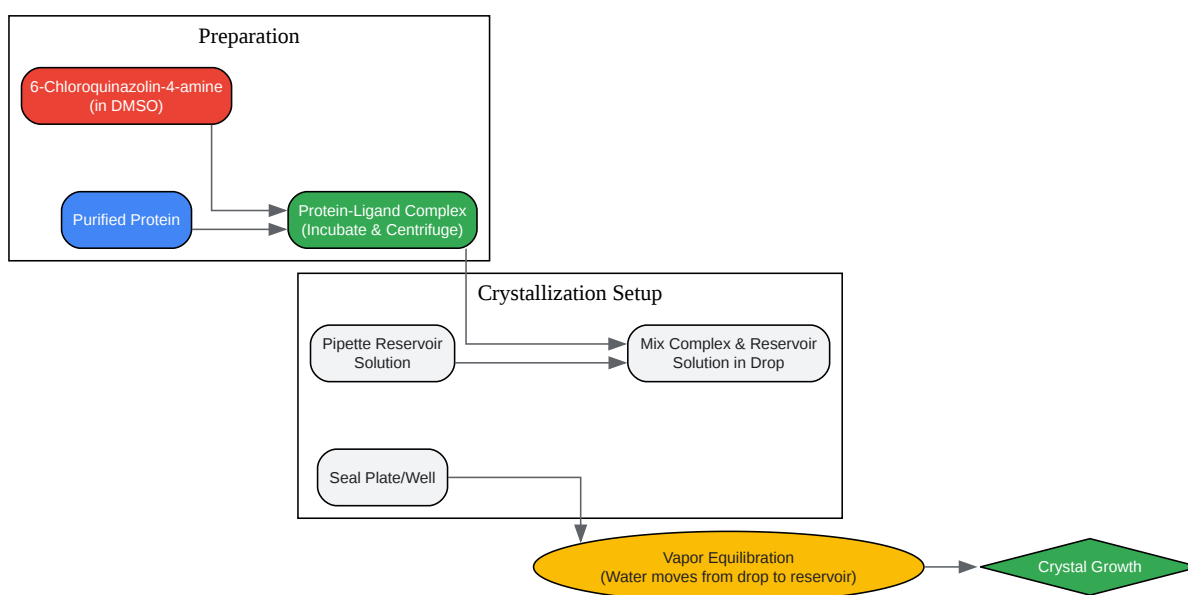 Preparation
6-Chloroquinazolin-4-amine
(in DMSO)
Purified Protein
Protein-Ligand Complex
(Incubate & Centrifuge)
Crystallization Setup
Pipette Reservoir
Solution
Mix Complex & Reservoir
Solution in Drop
Seal Plate/Well
Vapor Equilibration
(Water moves from drop to reservoir)
Crystal Growth